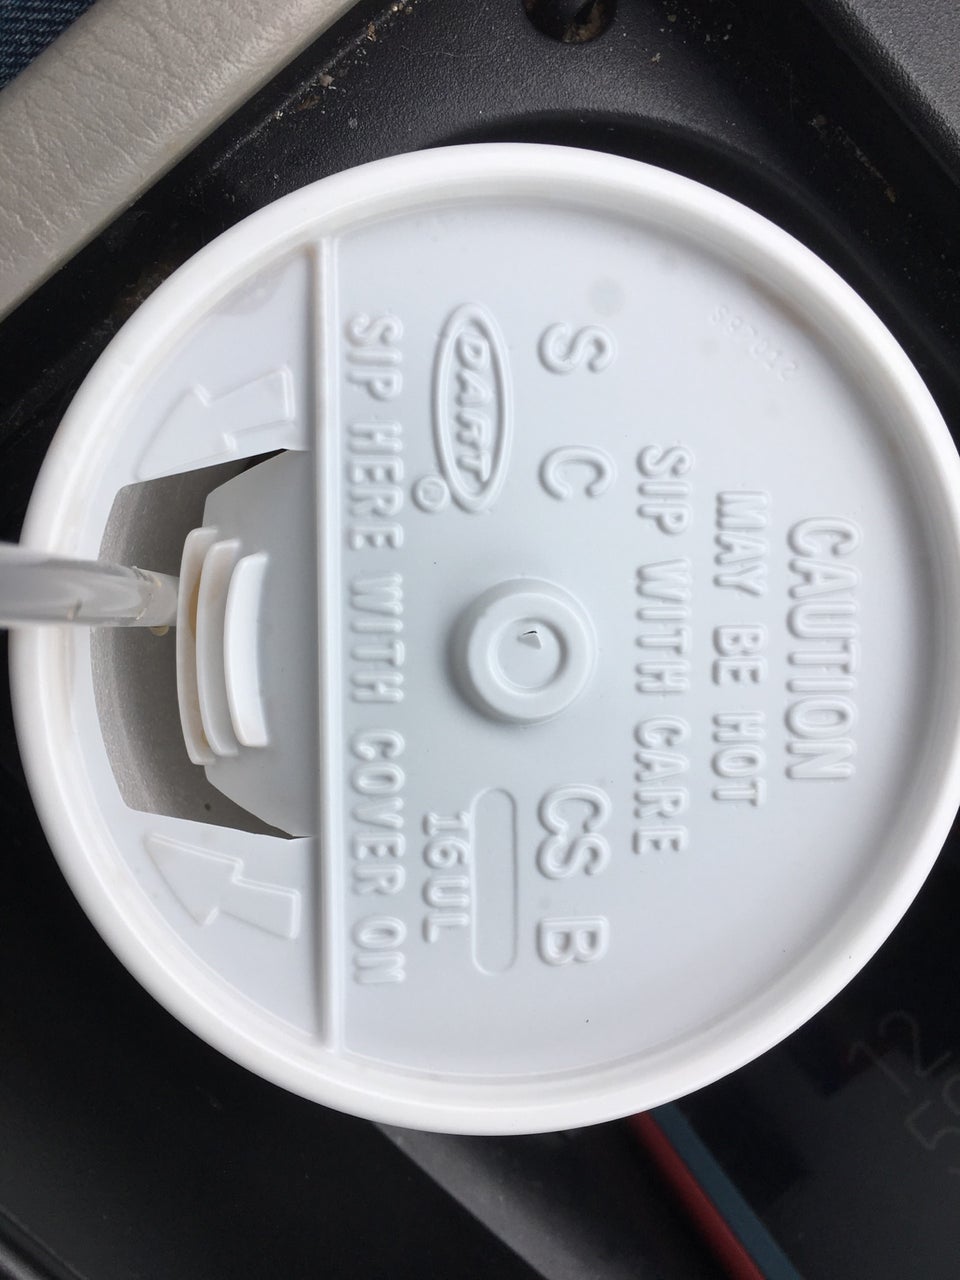 CAUTION
MAY BE HOT
SIP WITH CARE
S C CS B
DART ®
16UL
SIP HERE WITH COVER ON